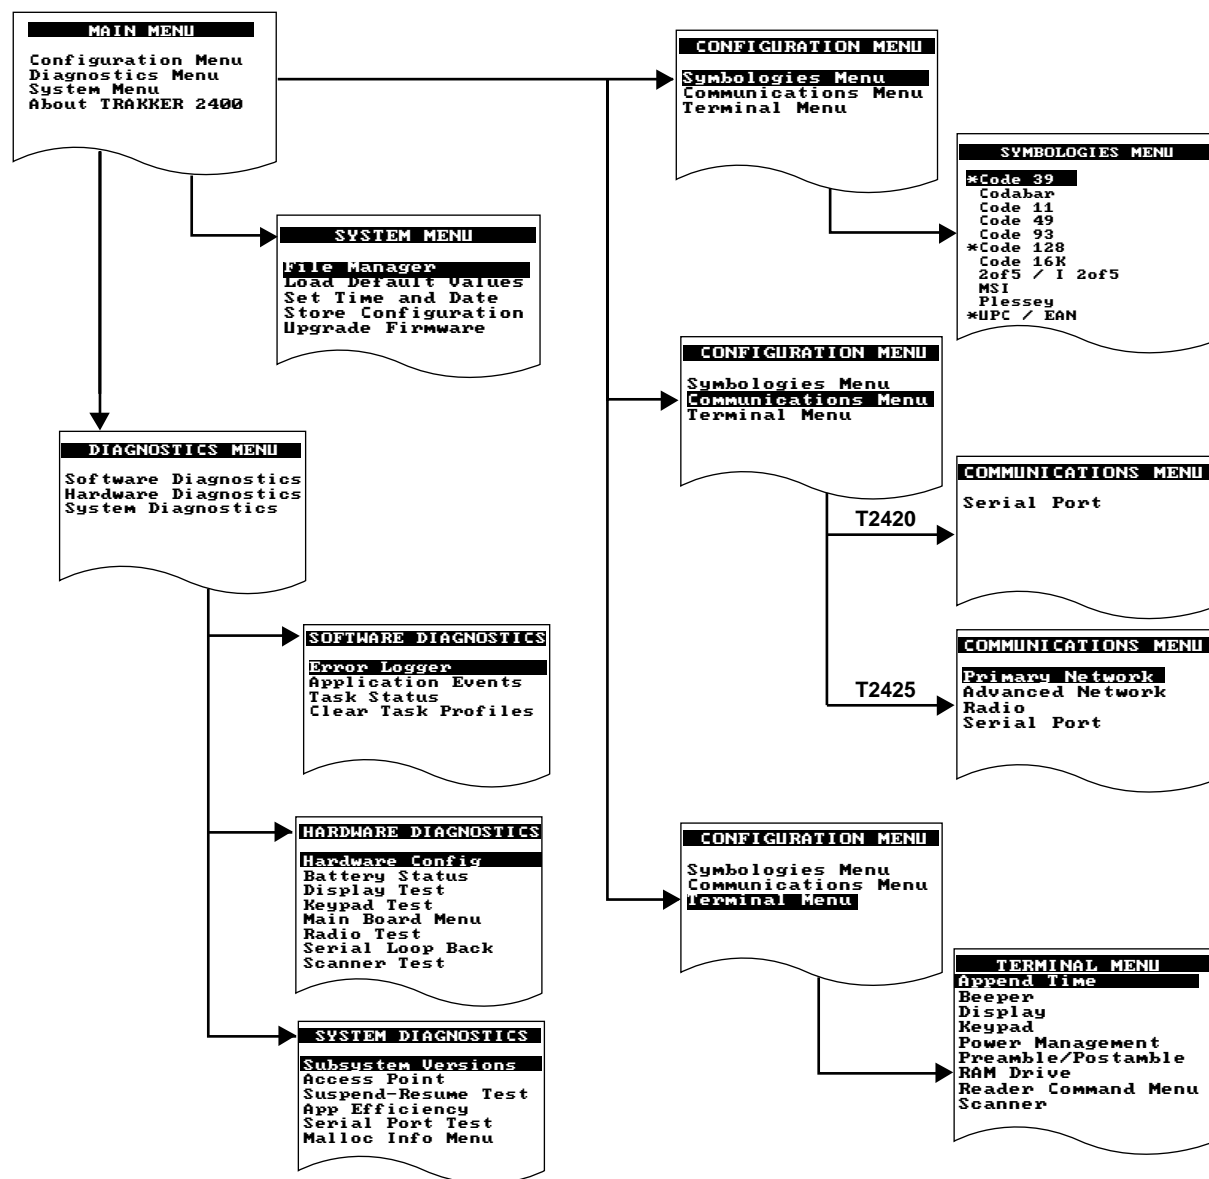 MAIN MENU
Configuration Menu
Diagnostics Menu
System Menu
About TRAKKER 2400
SYSTEM MENU
File Manager
Load Default Values
Set Time and Date
Store Configuration
Upgrade Firmware
DIAGNOSTICS MENU
Software Diagnostics
Hardware Diagnostics
System Diagnostics
SOFTWARE DIAGNOSTICS
Error Logger
Application Events
Task Status
Clear Task Profiles
HARDWARE DIAGNOSTICS
Hardware Config
Battery Status
Display Test
Keypad Test
Main Board Menu
Radio Test
Serial Loop Back
Scanner Test
SYSTEM DIAGNOSTICS
Subsystem Versions
Access Point
Suspend-Resume Test
App Efficiency
Serial Port Test
Malloc Info Menu
CONFIGURATION MENU
Symbologies Menu
Communications Menu
Terminal Menu
SYMBOLOGIES MENU
*Code 39
Codabar
Code 11
Code 49
Code 93
*Code 128
Code 16K
2of5 / I 2of5
MSI
Plessey
*UPC / EAN
CONFIGURATION MENU
Symbologies Menu
Communications Menu
Terminal Menu
T2420
COMMUNICATIONS MENU
Serial Port
T2425
COMMUNICATIONS MENU
Primary Network
Advanced Network
Radio
Serial Port
CONFIGURATION MENU
Symbologies Menu
Communications Menu
Terminal Menu
TERMINAL MENU
Append Time
Beeper
Display
Keypad
Power Management
Preamble/Postamble
RAM Drive
Reader Command Menu
Scanner